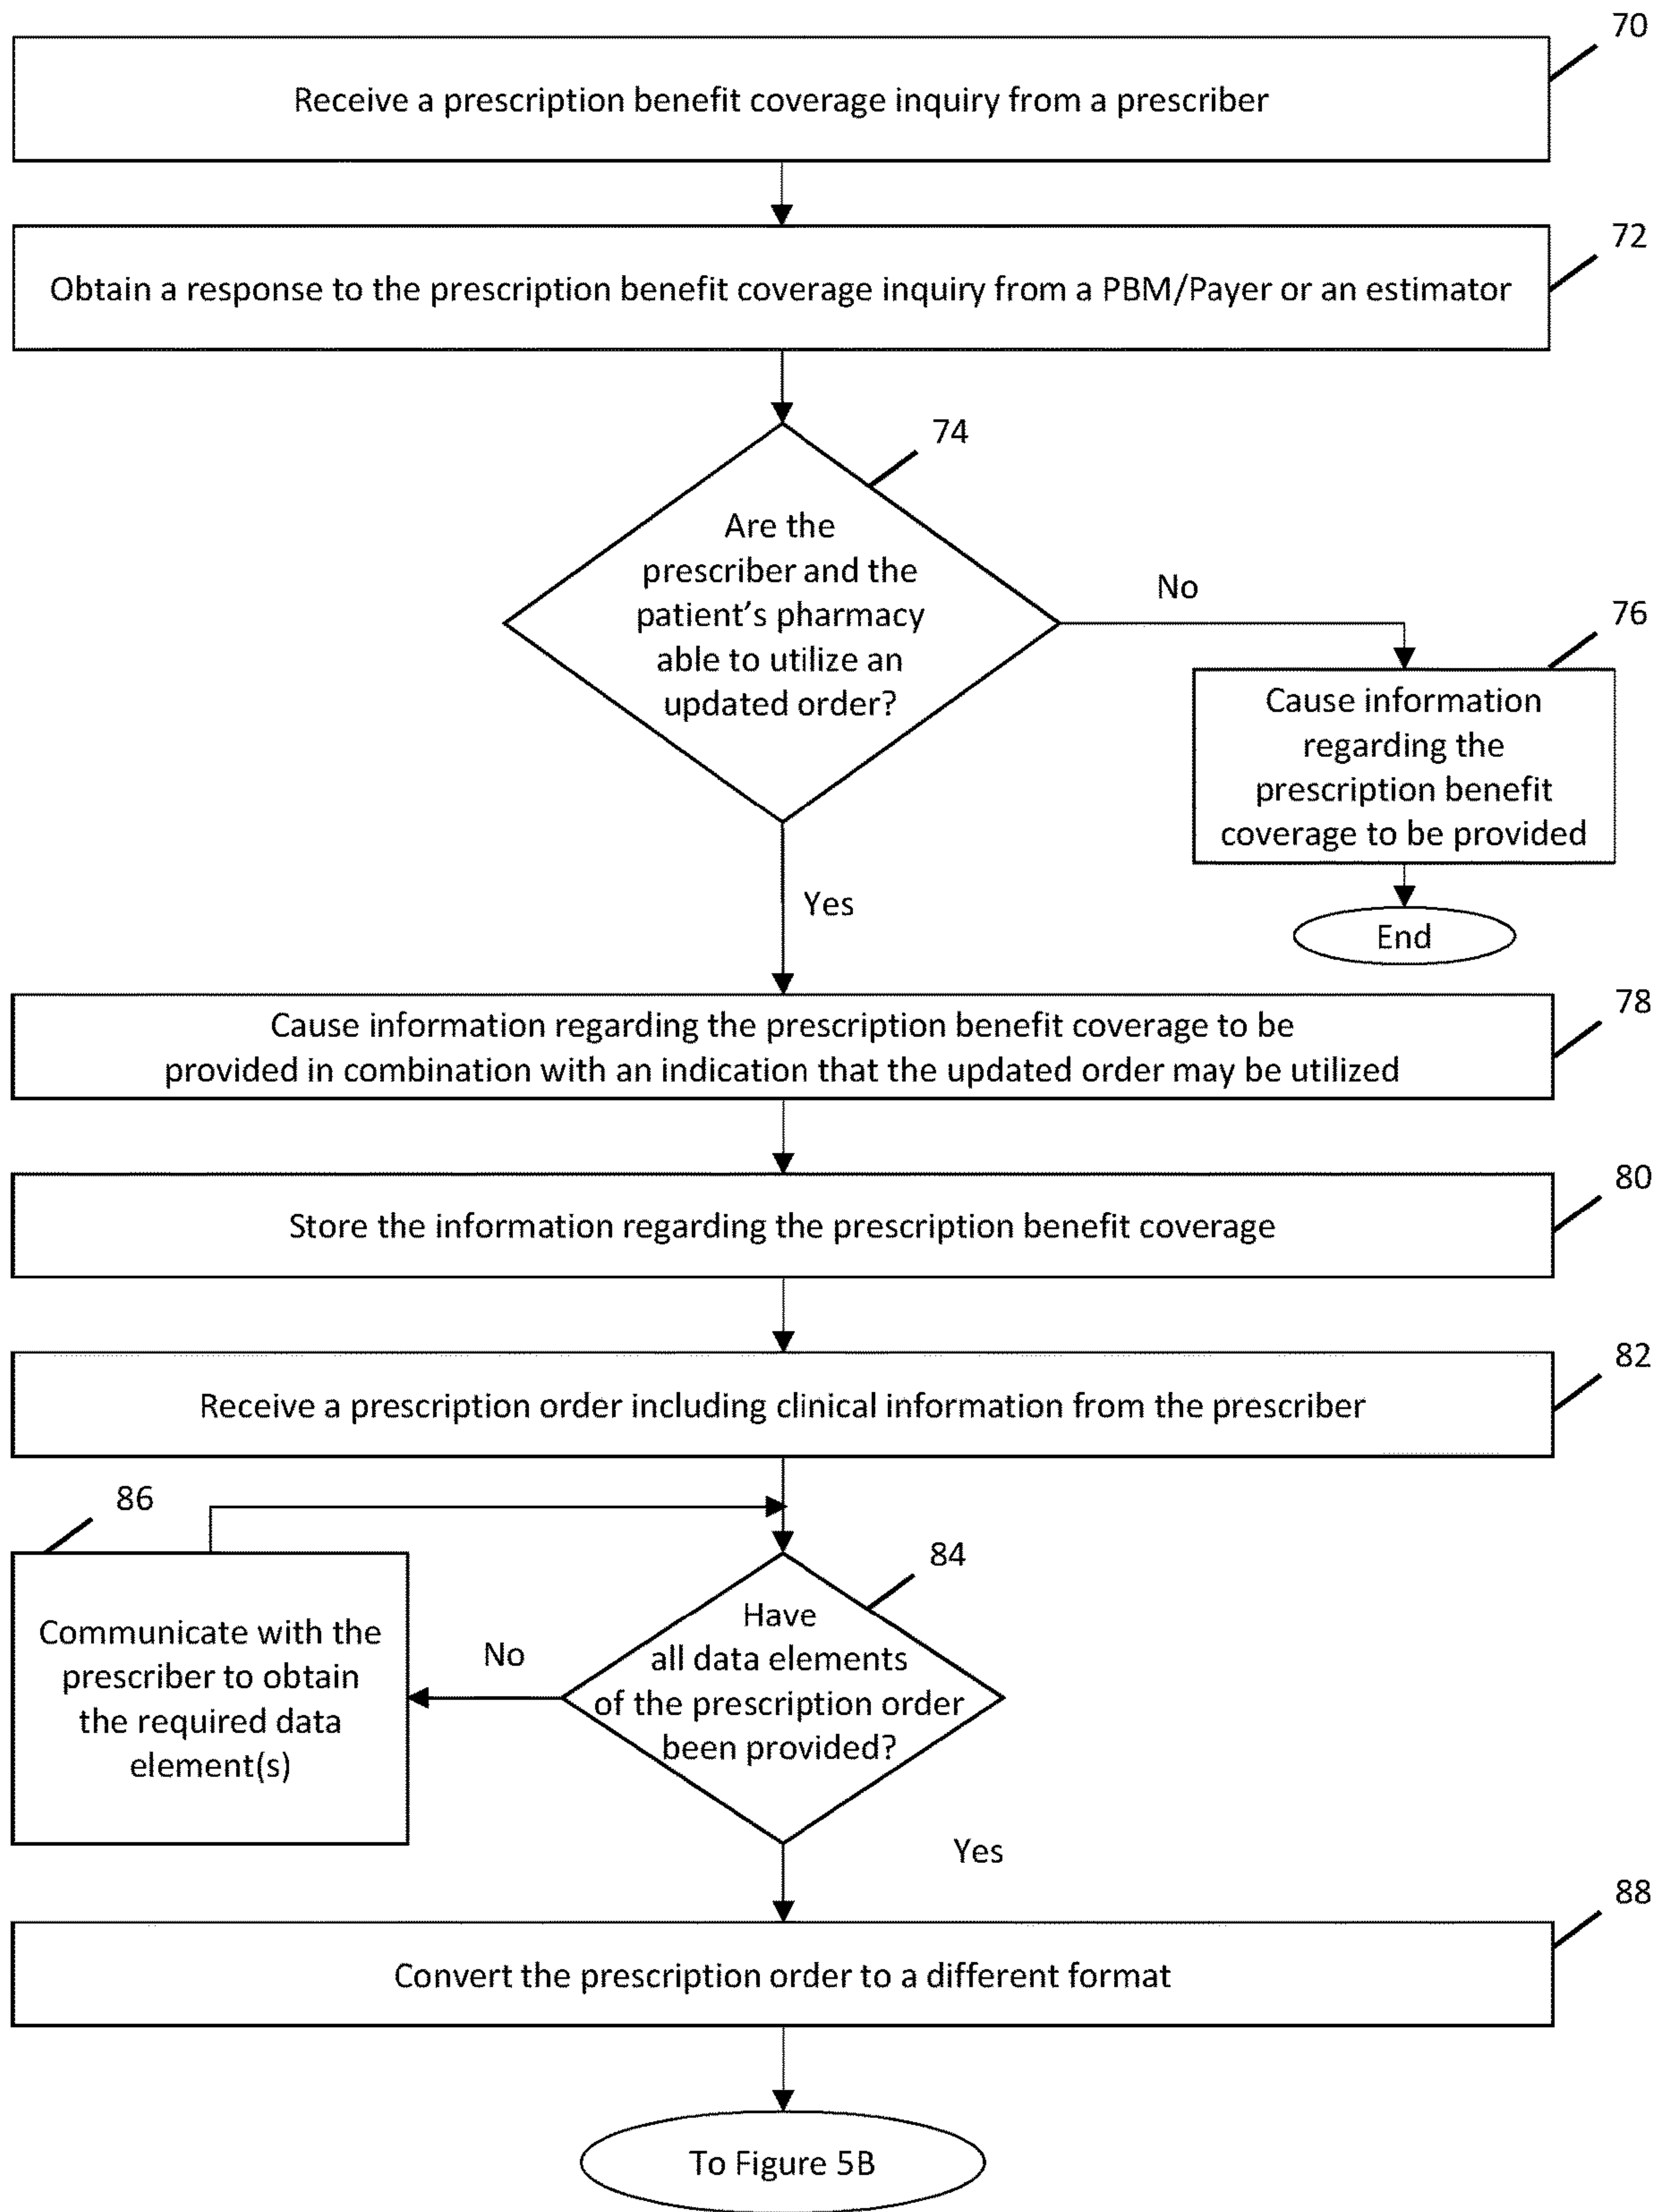 70
Receive a prescription benefit coverage inquiry from a prescriber
72
Obtain a response to the prescription benefit coverage inquiry from a PBM/Payer or an estimator
74
Are the
prescriber and the
patient's pharmacy
able to utilize an
updated order?
No
76
Cause information
regarding the
prescription benefit
coverage to be provided
Yes
End
78
Cause information regarding the prescription benefit coverage to be
provided in combination with an indication that the updated order may be utilized
80
Store the information regarding the prescription benefit coverage
82
Receive a prescription order including clinical information from the prescriber
86
84
Communicate with the
prescriber to obtain
the required data
element(s)
No
Have
all data elements
of the prescription order
been provided?
Yes
88
Convert the prescription order to a different format
To Figure 5B